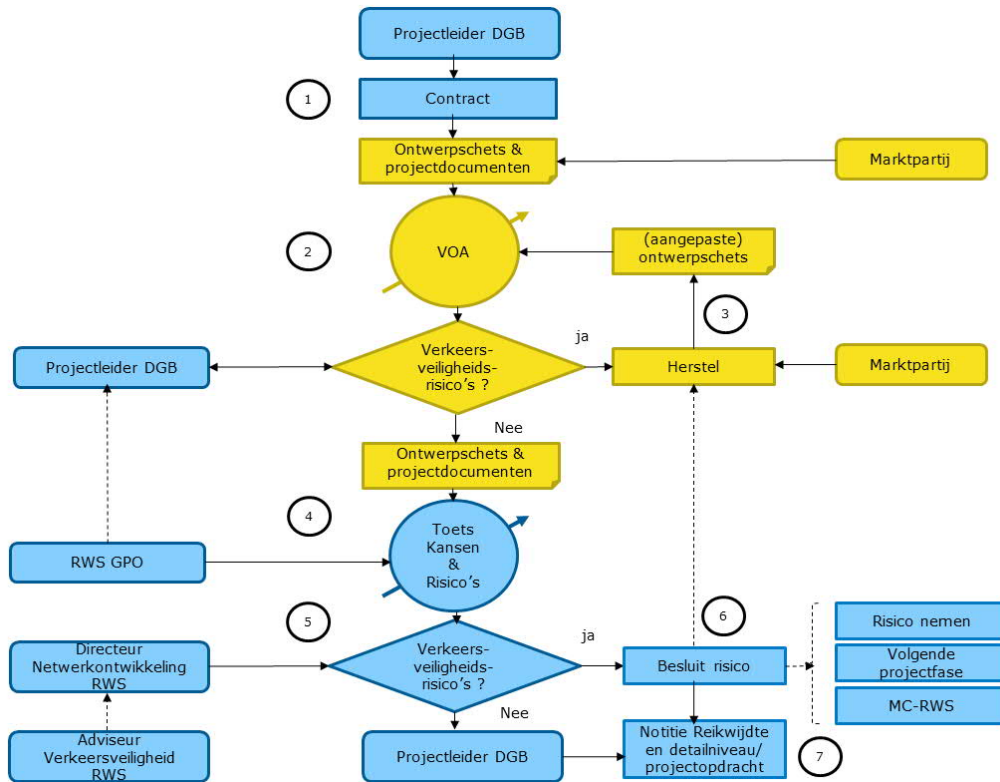 Projectleider DGB
1
Contract
Ontwerpschets &
projectdocumenten
Marktpartij
2
VOA
(aangepaste)
ontwerpschets
3
ja
Projectleider DGB
Verkeers-
veiligheids-
risico's ?
Herstel
Marktpartij
Nee
Ontwerpschets &
projectdocumenten
4
Toets
Kansen
&
Risico's
RWS GPO
5
6
ja
Directeur
Netwerkontwikkeling
RWS
Verkeers-
veiligheids-
risico's ?
Besluit risico
Risico nemen
Volgende
projectfase
MC-RWS
Nee
Adviseur
Verkeersveiligheid
RWS
Projectleider DGB
Notitie Reikwijdte
en detailniveau/
projectopdracht
7